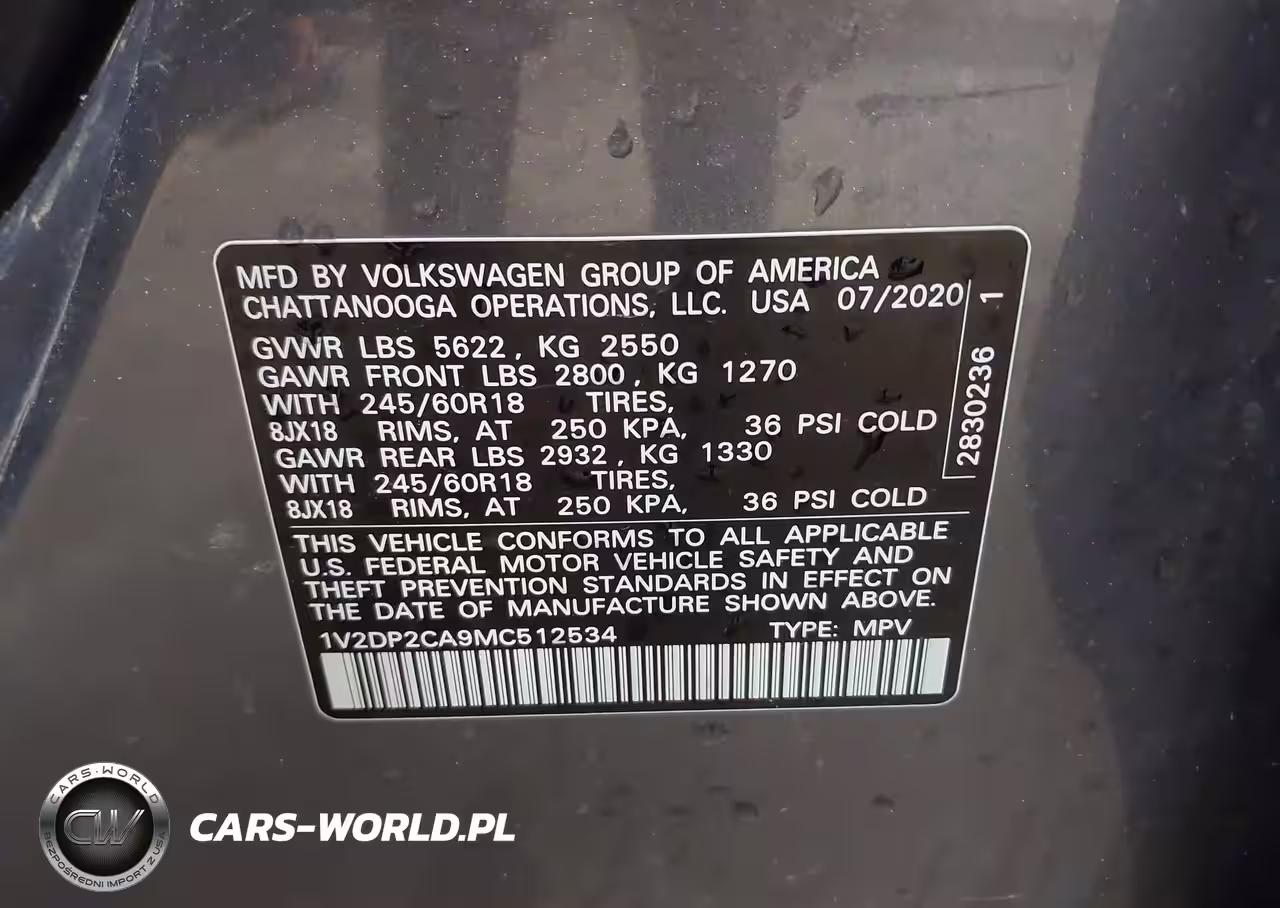 MFD BY VOLKSWAGEN GROUP OF AMERICA
CHATTANOOGA OPERATIONS, LLC. USA 07/2020
GVWR LBS 5622, KG 2550
GAWR FRONT LBS 2800, KG 1270
WITH 245/60R18 TIRES,
8JX18 RIMS, AT 250 KPA, 36 PSI COLD
GAWR REAR LBS 2932, KG 1330
WITH 245/60R18 TIRES,
8JX18 RIMS, AT 250 KPA, 36 PSI COLD
2830236 1
THIS VEHICLE CONFORMS TO ALL APPLICABLE
U.S. FEDERAL MOTOR VEHICLE SAFETY AND
THEFT PREVENTION STANDARDS IN EFFECT ON
THE DATE OF MANUFACTURE SHOWN ABOVE.
1V2DP2CA9MC512534 TYPE: MPV
CARS-WORLD
CW
BEZPOŚREDNI IMPORT Z USA
CARS-WORLD.PL